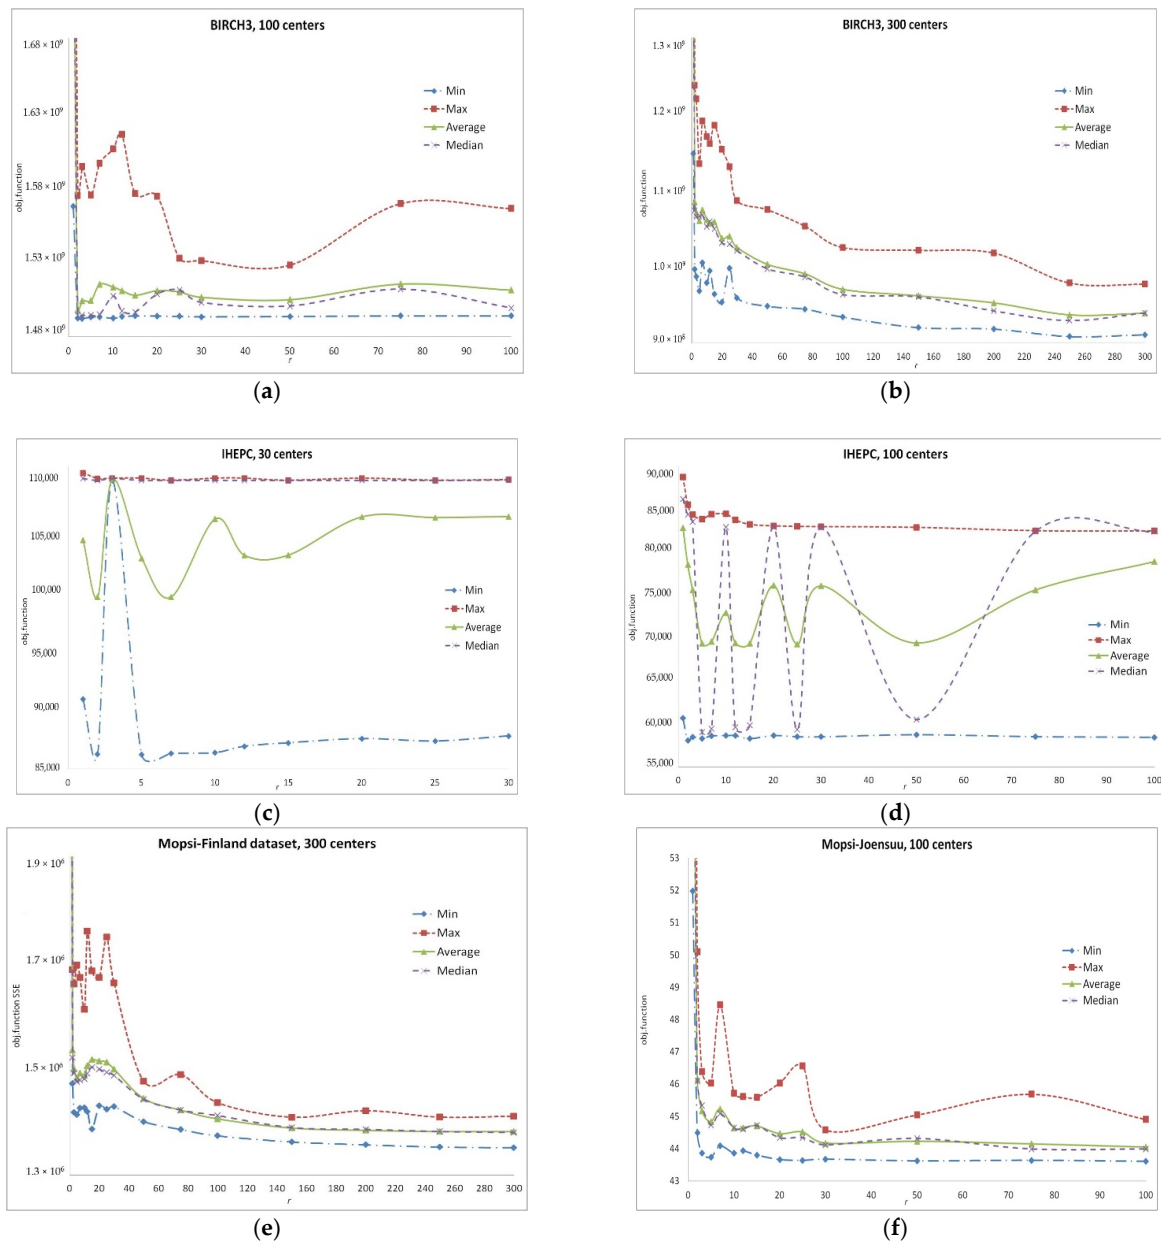 BIRCH3, 100 centers
1.68 × 10⁹
1.63 × 10⁹
1.58 × 10⁹
1.53 × 10⁹
1.48 × 10⁹
obj.function
Min
Max
Average
Median
0 10 20 30 40 50 60 70 80 90 100
r
(a)
BIRCH3, 300 centers
1.3 × 10⁹
1.2 × 10⁹
1.1 × 10⁹
1.0 × 10⁹
9.0 × 10⁸
obj.function
Min
Max
Average
Median
0 20 40 60 80 100 120 140 160 180 200 220 240 260 280 300
r
(b)
IHEPC, 30 centers
110,000
105,000
100,000
95,000
90,000
85,000
obj.function
Min
Max
Average
Median
0 5 10 15 20 25 30
r
(c)
IHEPC, 100 centers
90,000
85,000
80,000
75,000
70,000
65,000
60,000
55,000
obj.function
Min
Max
Average
Median
0 10 20 30 40 50 60 70 80 90 100
r
(d)
Mopsi-Finland dataset, 300 centers
1.9 × 10⁶
1.7 × 10⁶
1.5 × 10⁶
1.3 × 10⁶
obj.function SSE
Min
Max
Average
Median
0 20 40 60 80 100 120 140 160 180 200 220 240 260 280 300
r
(e)
Mopsi-Joensuu, 100 centers
53
52
51
50
49
48
47
46
45
44
43
obj.function
Min
Max
Average
Median
0 10 20 30 40 50 60 70 80 90 100
r
(f)